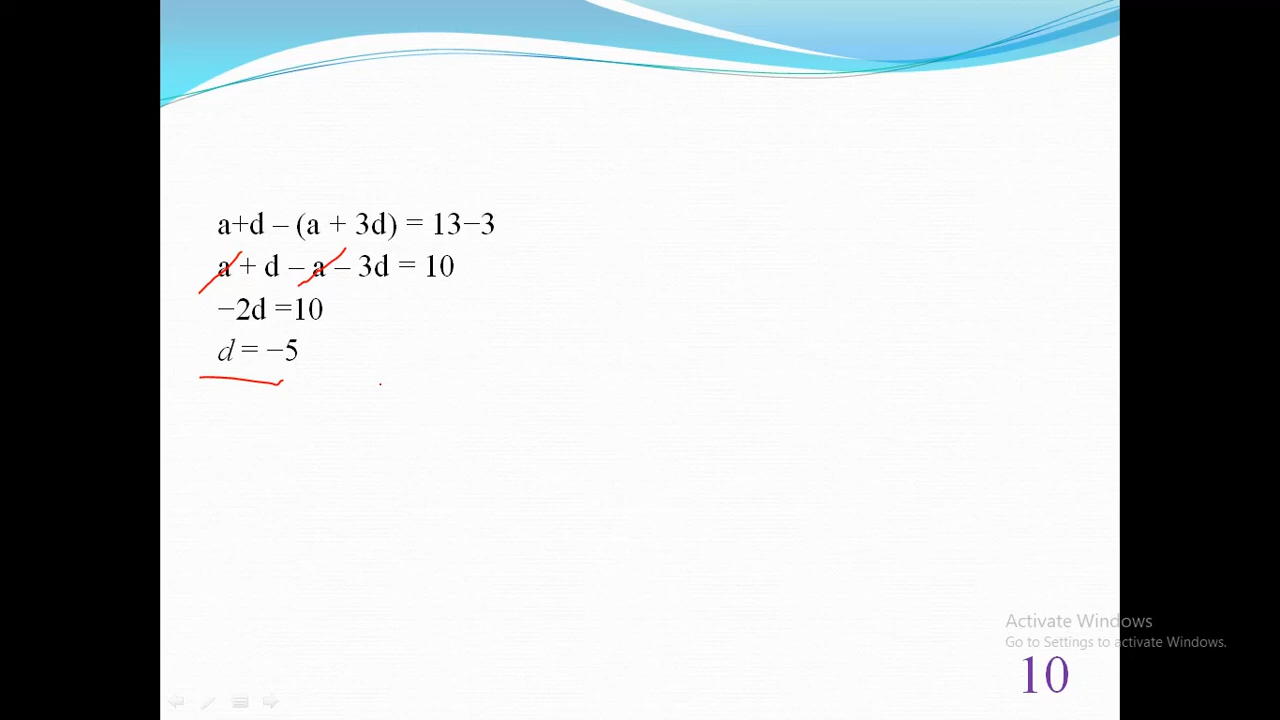 a+d – (a + 3d) = 13−3
a + d – a – 3d = 10
−2d =10
d = −5
Activate Windows
Go to Settings to activate Windows.
10